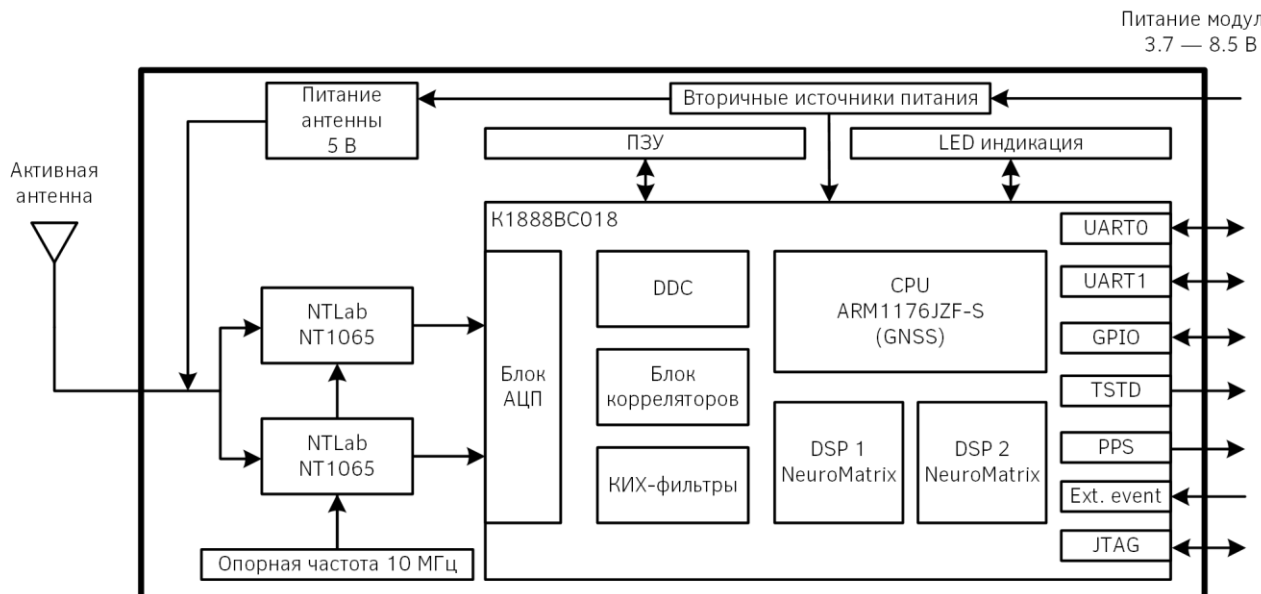 Питание модул
3.7 — 8.5 В
Питание
антенны
5 В
Вторичные источники питания
ПЗУ
LED индикация
Активная
антенна
К1888ВС018
UART0
DDC
CPU
ARM1176JZF-S
(GNSS)
UART1
NTLab
NT1065
GPIO
Блок
АЦП
Блок
корреляторов
TSTD
NTLab
NT1065
DSP 1
NeuroMatrix
DSP 2
NeuroMatrix
PPS
КИХ-фильтры
Ext. event
JTAG
Опорная частота 10 МГц